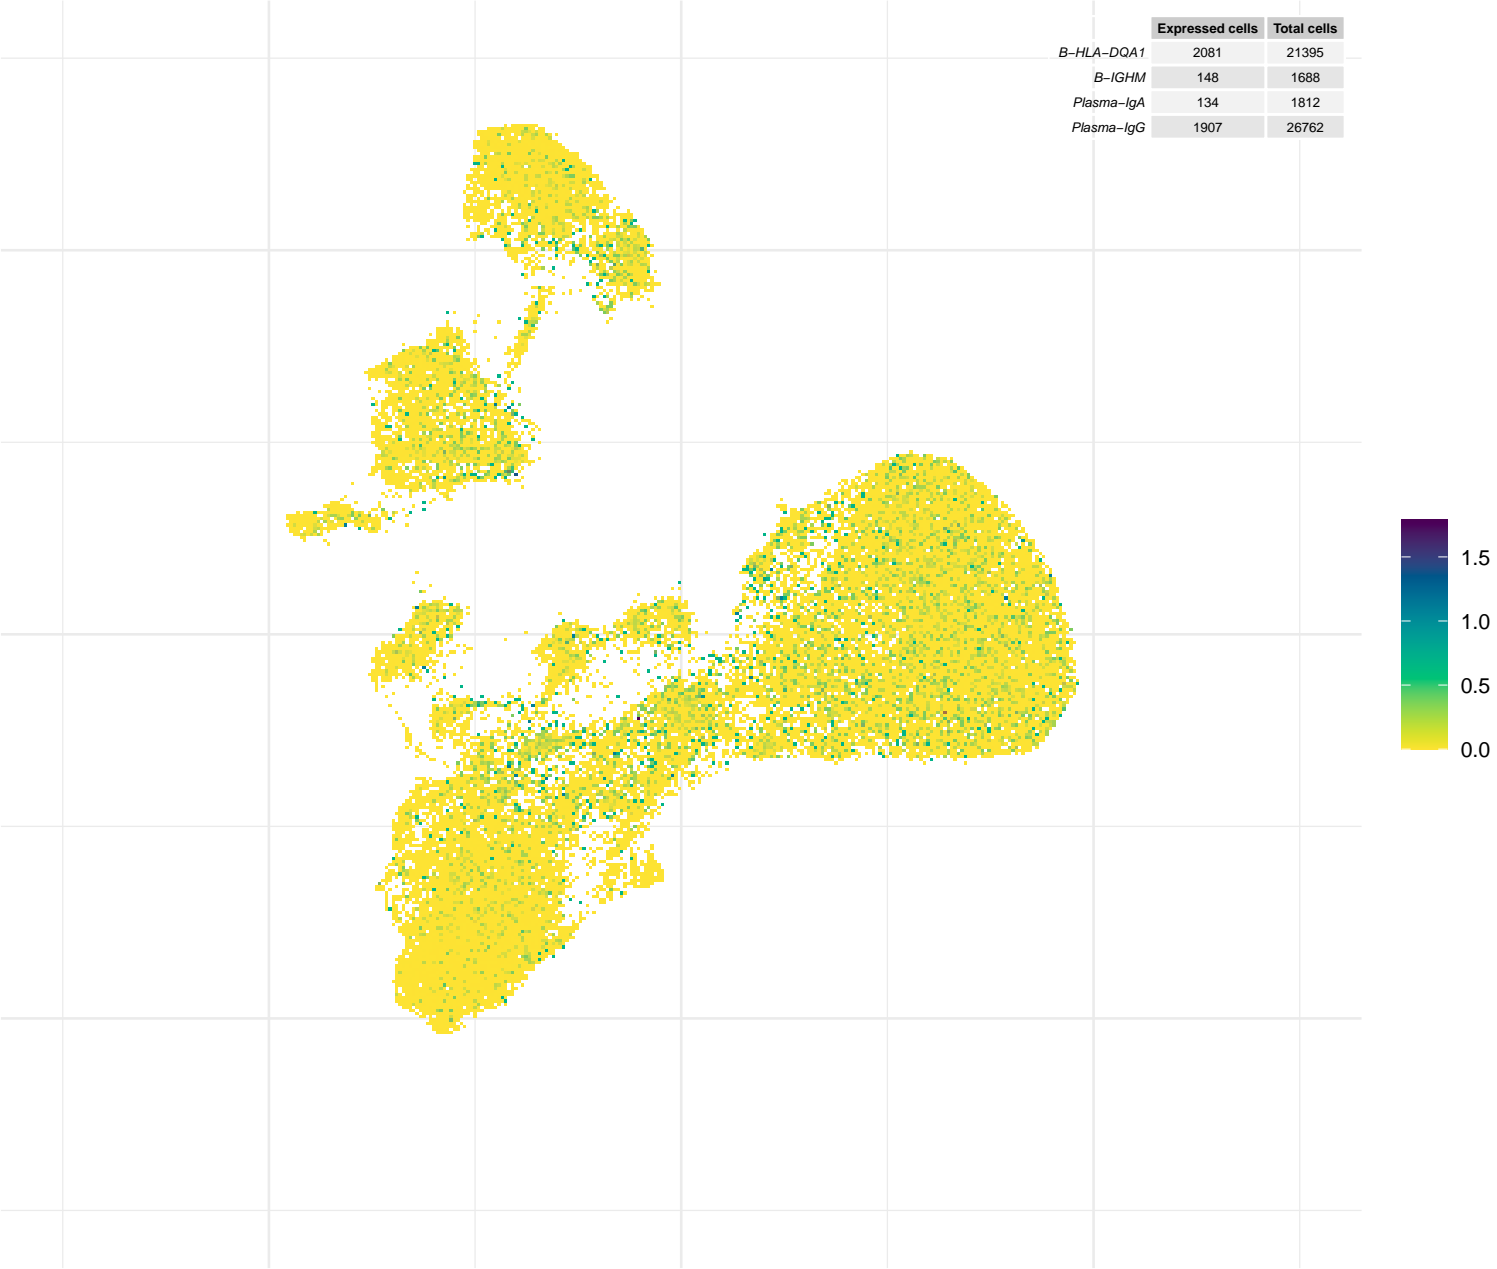 Expressed cells Total cells
B−HLA−DQA1 2081 21395
B−IGHM 148 1688
Plasma−IgA 134 1812
Plasma−IgG 1907 26762
1.5
1.0
0.5
0.0